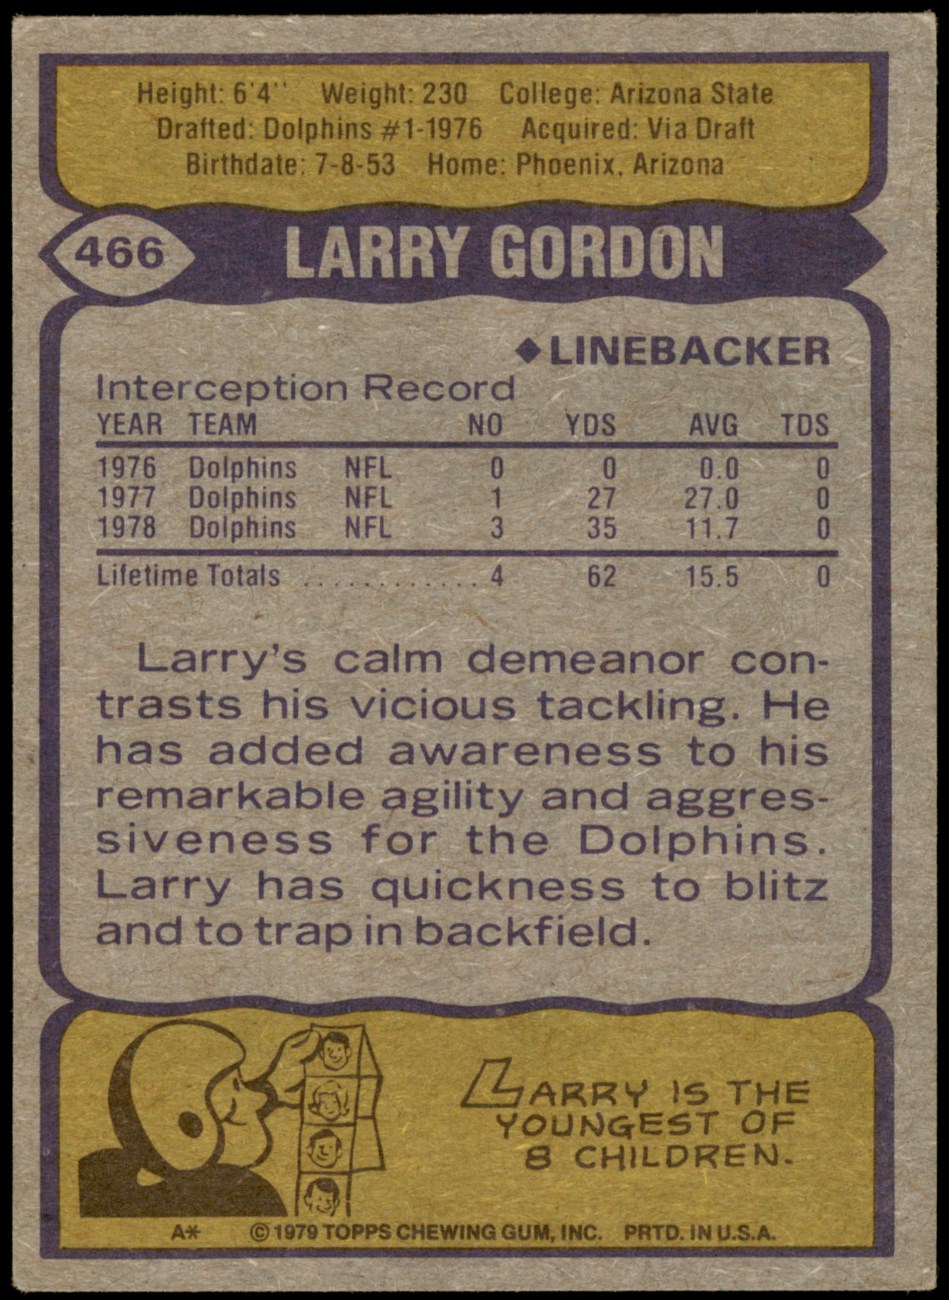 Height: 6'4'' Weight: 230 College: Arizona State
Drafted: Dolphins #1-1976 Acquired: Via Draft
Birthdate: 7-8-53 Home: Phoenix, Arizona
466 LARRY GORDON
◆LINEBACKER
Interception Record
YEAR TEAM NO YDS AVG TDS
1976 Dolphins NFL 0 0 0.0 0
1977 Dolphins NFL 1 27 27.0 0
1978 Dolphins NFL 3 35 11.7 0
Lifetime Totals ............ 4 62 15.5 0
Larry's calm demeanor con-
trasts his vicious tackling. He
has added awareness to his
remarkable agility and aggres-
siveness for the Dolphins.
Larry has quickness to blitz
and to trap in backfield.
LARRY IS THE
YOUNGEST OF
8 CHILDREN.
A* © 1979 TOPPS CHEWING GUM, INC. PRTD. IN U.S.A.